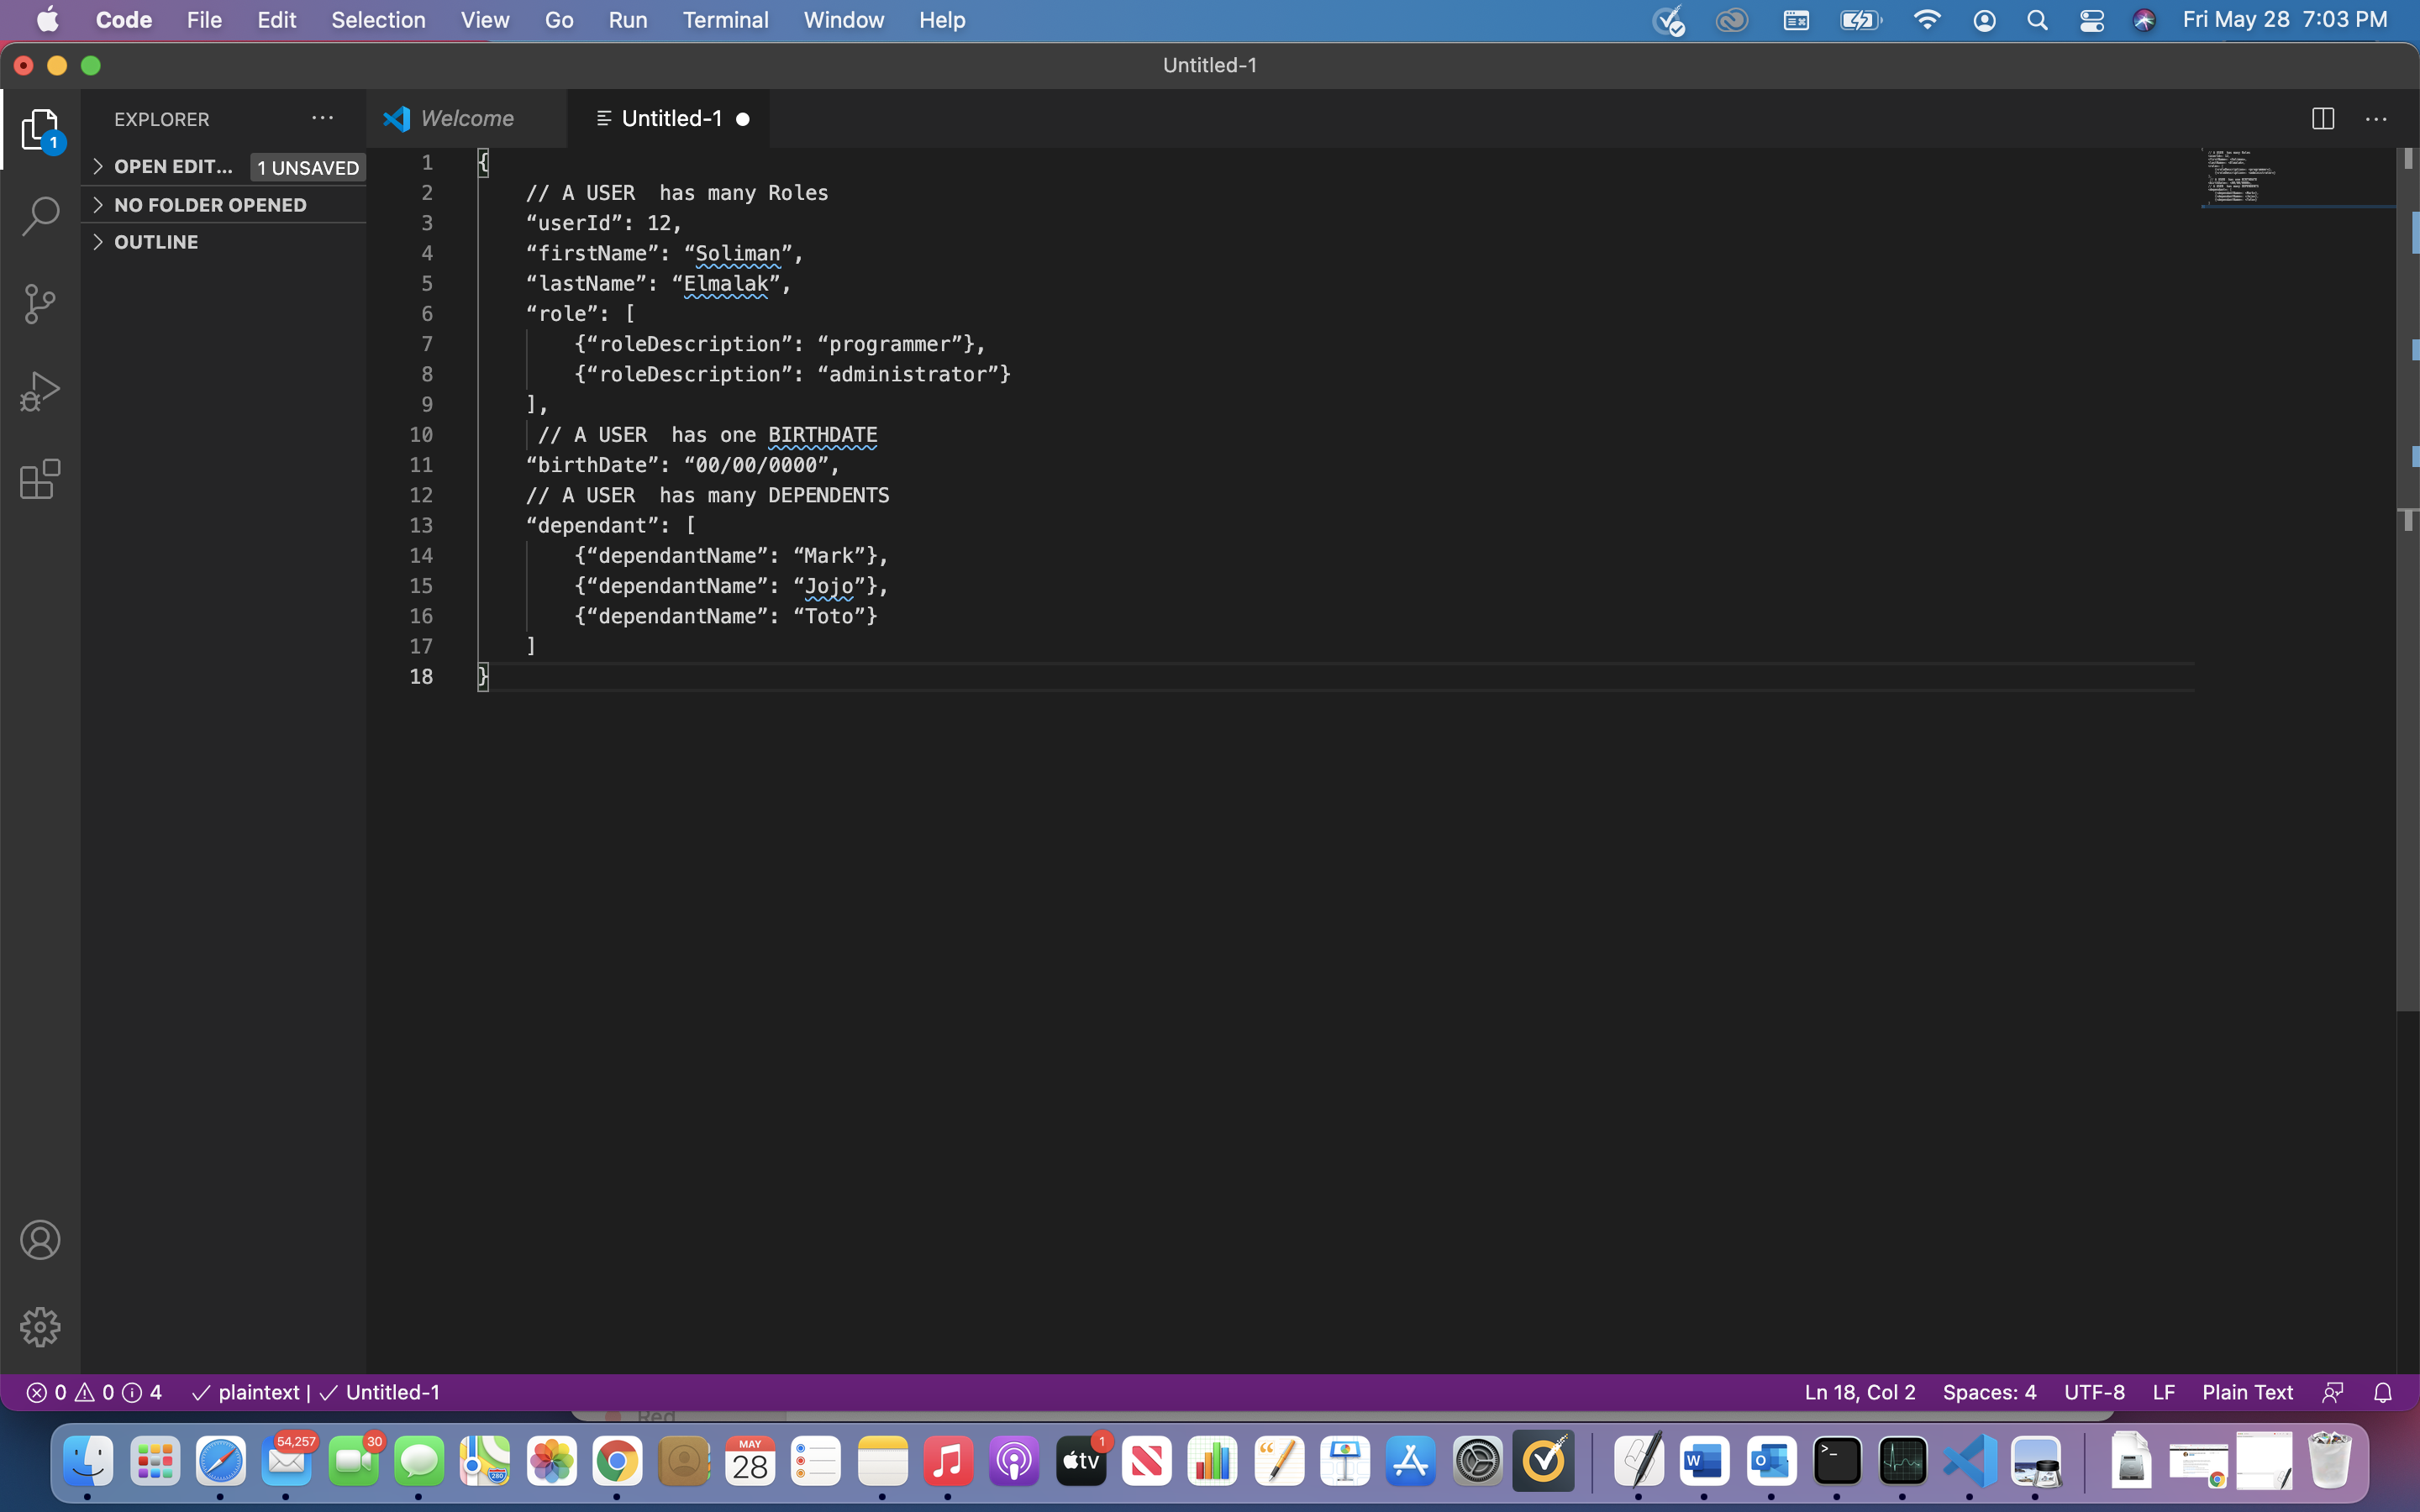 Code File Edit Selection View Go Run Terminal Window Help Fri May 28 7:03 PM
Untitled-1
EXPLORER ··· Welcome Untitled-1
1
OPEN EDIT... 1 UNSAVED
NO FOLDER OPENED
OUTLINE
1 {
2 // A USER  has many Roles
3 “userId”: 12,
4 “firstName”: “Soliman”,
5 “lastName”: “Elmalak”,
6 “role”: [
7 {“roleDescription”: “programmer”},
8 {“roleDescription”: “administrator”}
9 ],
10 // A USER  has one BIRTHDATE
11 “birthDate”: “00/00/0000”,
12 // A USER  has many DEPENDENTS
13 “dependant”: [
14 {“dependantName”: “Mark”},
15 {“dependantName”: “Jojo”},
16 {“dependantName”: “Toto”}
17 ]
18 }
0 0 4 plaintext | Untitled-1 Ln 18, Col 2 Spaces: 4 UTF-8 LF Plain Text
Red
54,257 30 280 MAY 28 tv 1 W O >_